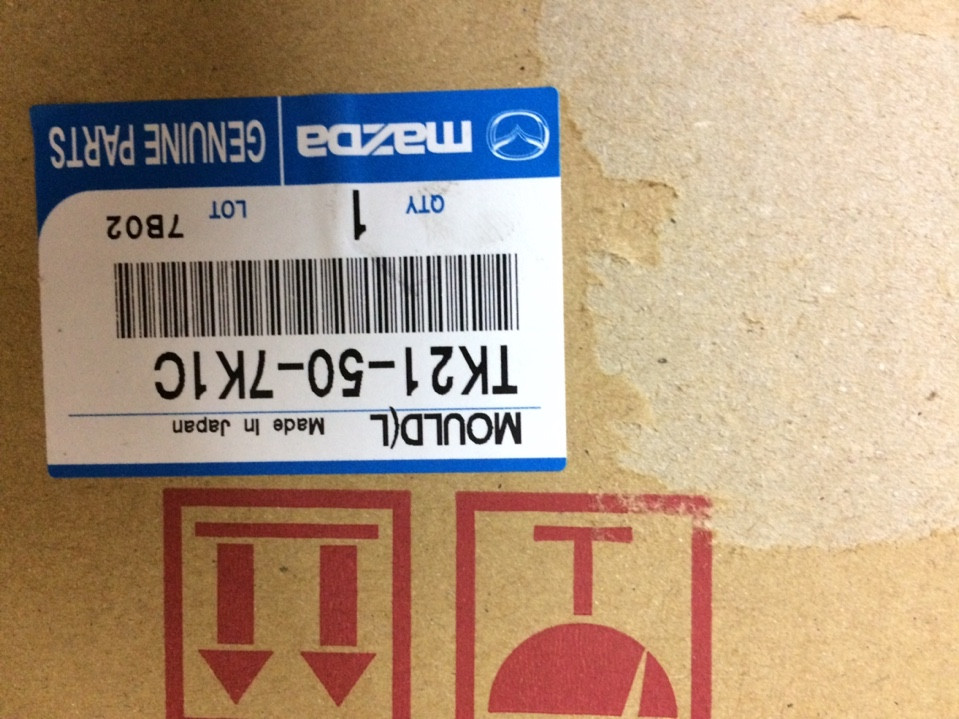 mazda GENUINE PARTS
QTY 1 LOT 7B02
TK21-50-7K1C
MOULD(L Made In Japan